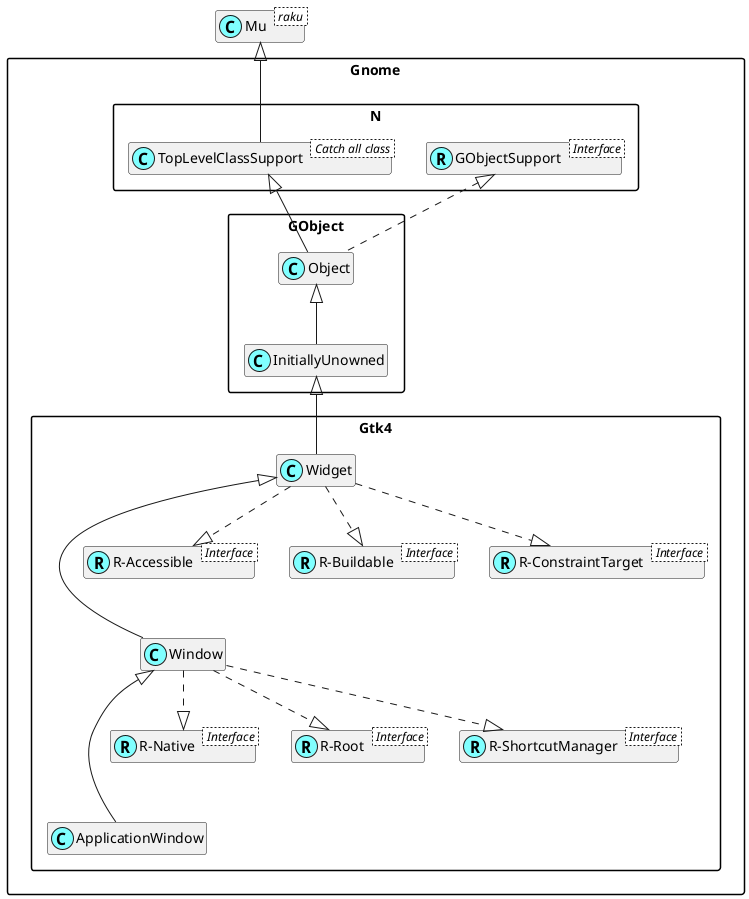 C Mu raku
Gnome
N
C TopLevelClassSupport Catch all class
R GObjectSupport Interface
GObject
C Object
C InitiallyUnowned
Gtk4
C Widget
R R-Accessible Interface
R R-Buildable Interface
R R-ConstraintTarget Interface
C Window
R R-Native Interface
R R-Root Interface
R R-ShortcutManager Interface
C ApplicationWindow